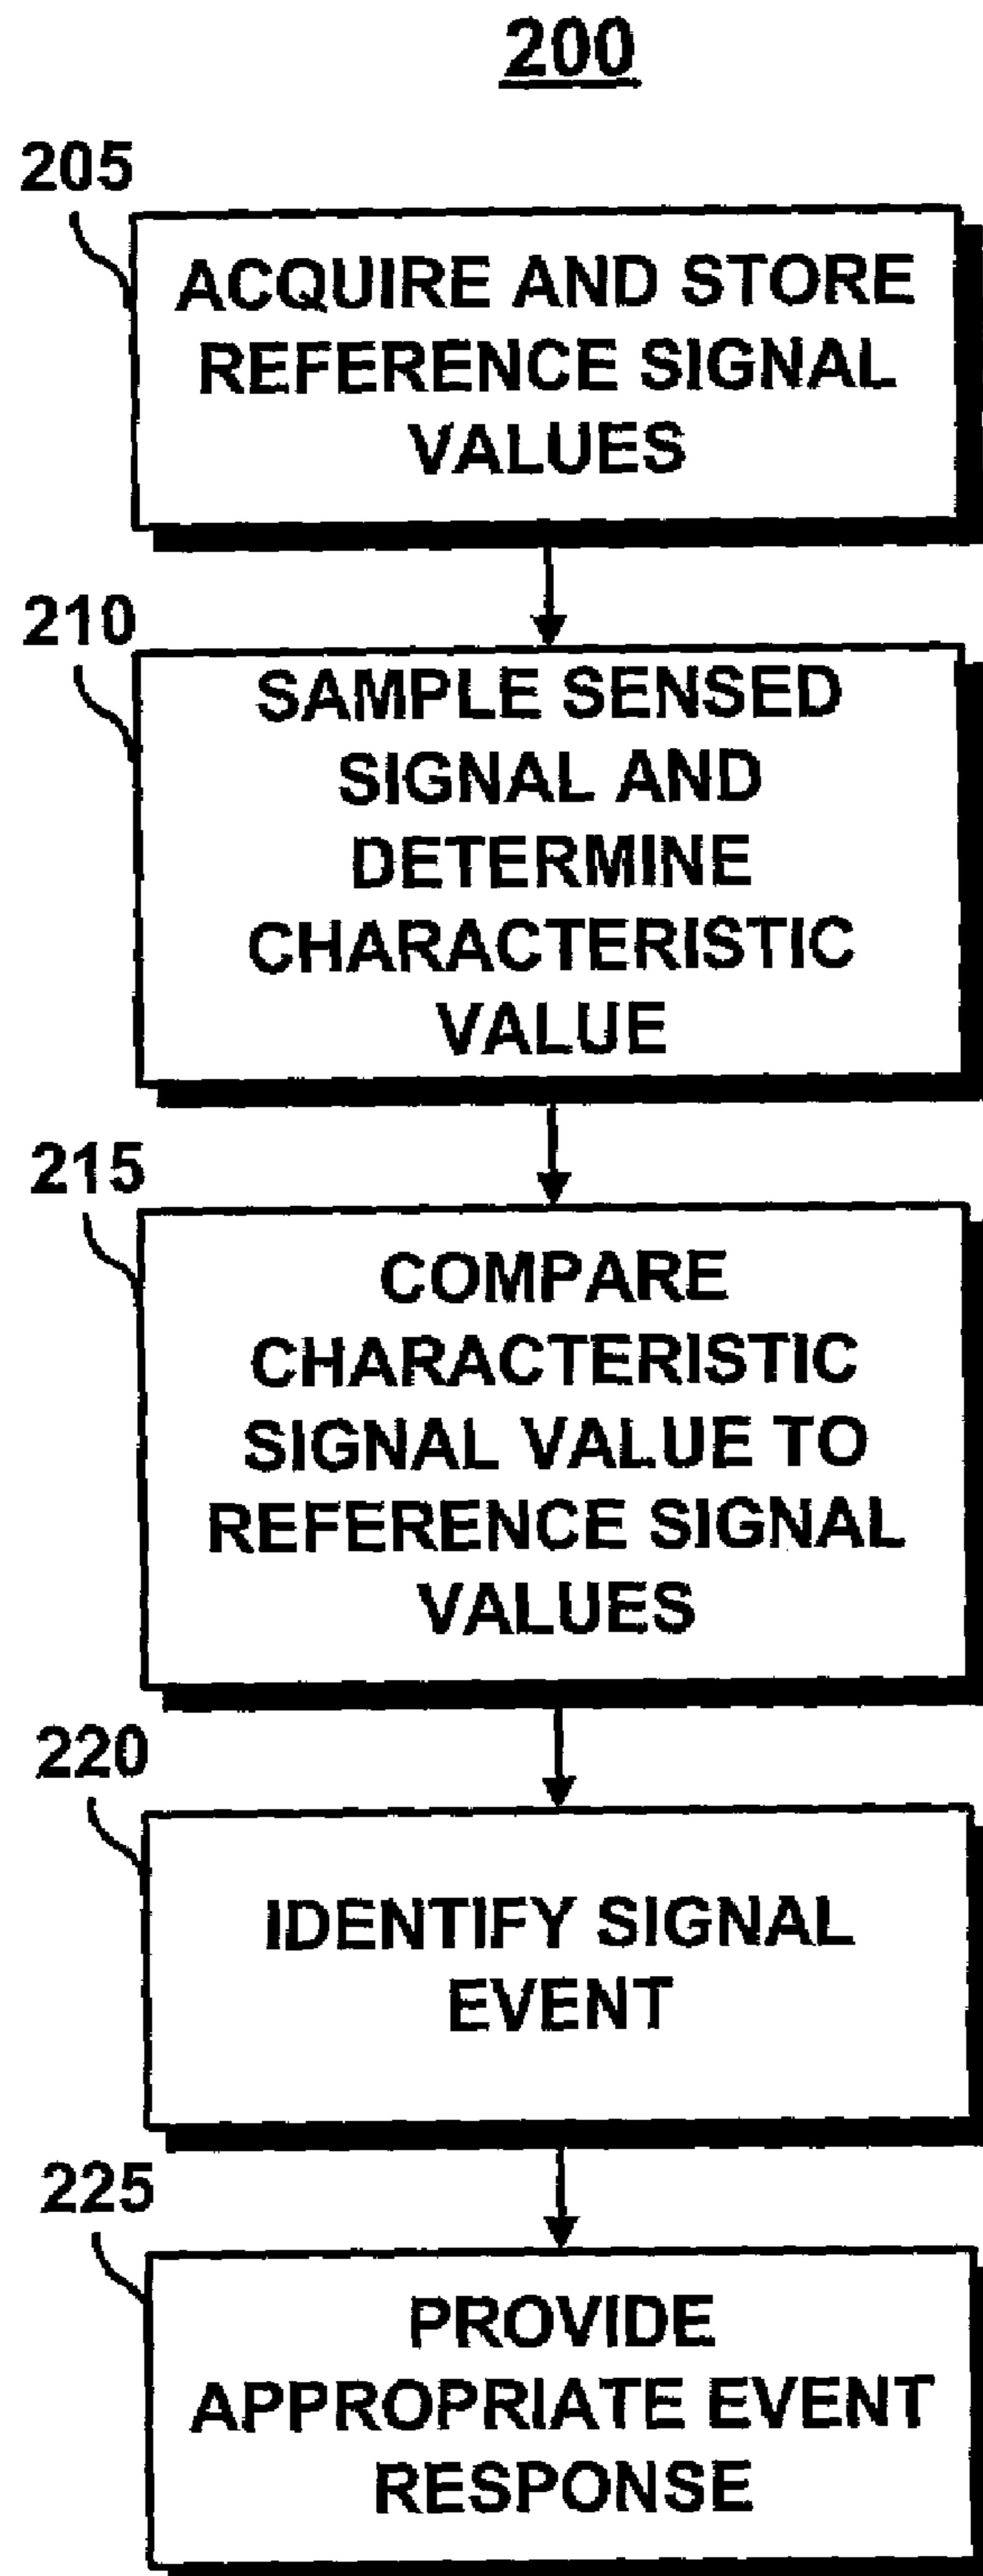 200
205
ACQUIRE AND STORE
REFERENCE SIGNAL
VALUES
210
SAMPLE SENSED
SIGNAL AND
DETERMINE
CHARACTERISTIC
VALUE
215
COMPARE
CHARACTERISTIC
SIGNAL VALUE TO
REFERENCE SIGNAL
VALUES
220
IDENTIFY SIGNAL
EVENT
225
PROVIDE
APPROPRIATE EVENT
RESPONSE